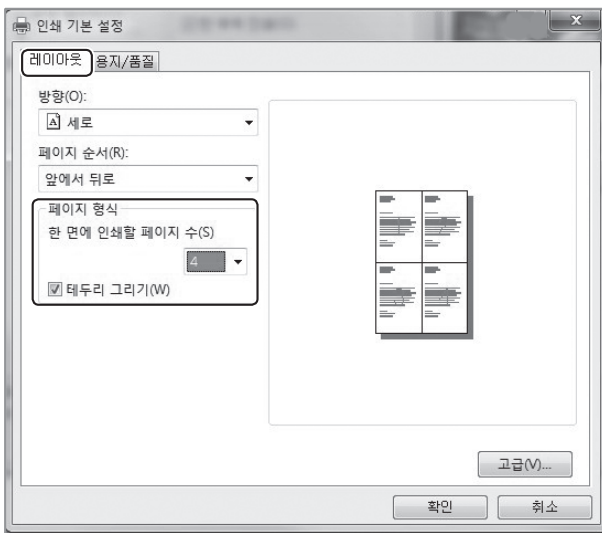 인쇄 기본 설정
레이아웃 용지/품질
방향(O):
세로
페이지 순서(R):
앞에서 뒤로
페이지 형식
한 면에 인쇄할 페이지 수(S)
4
테두리 그리기(W)
고급(V)...
확인 취소